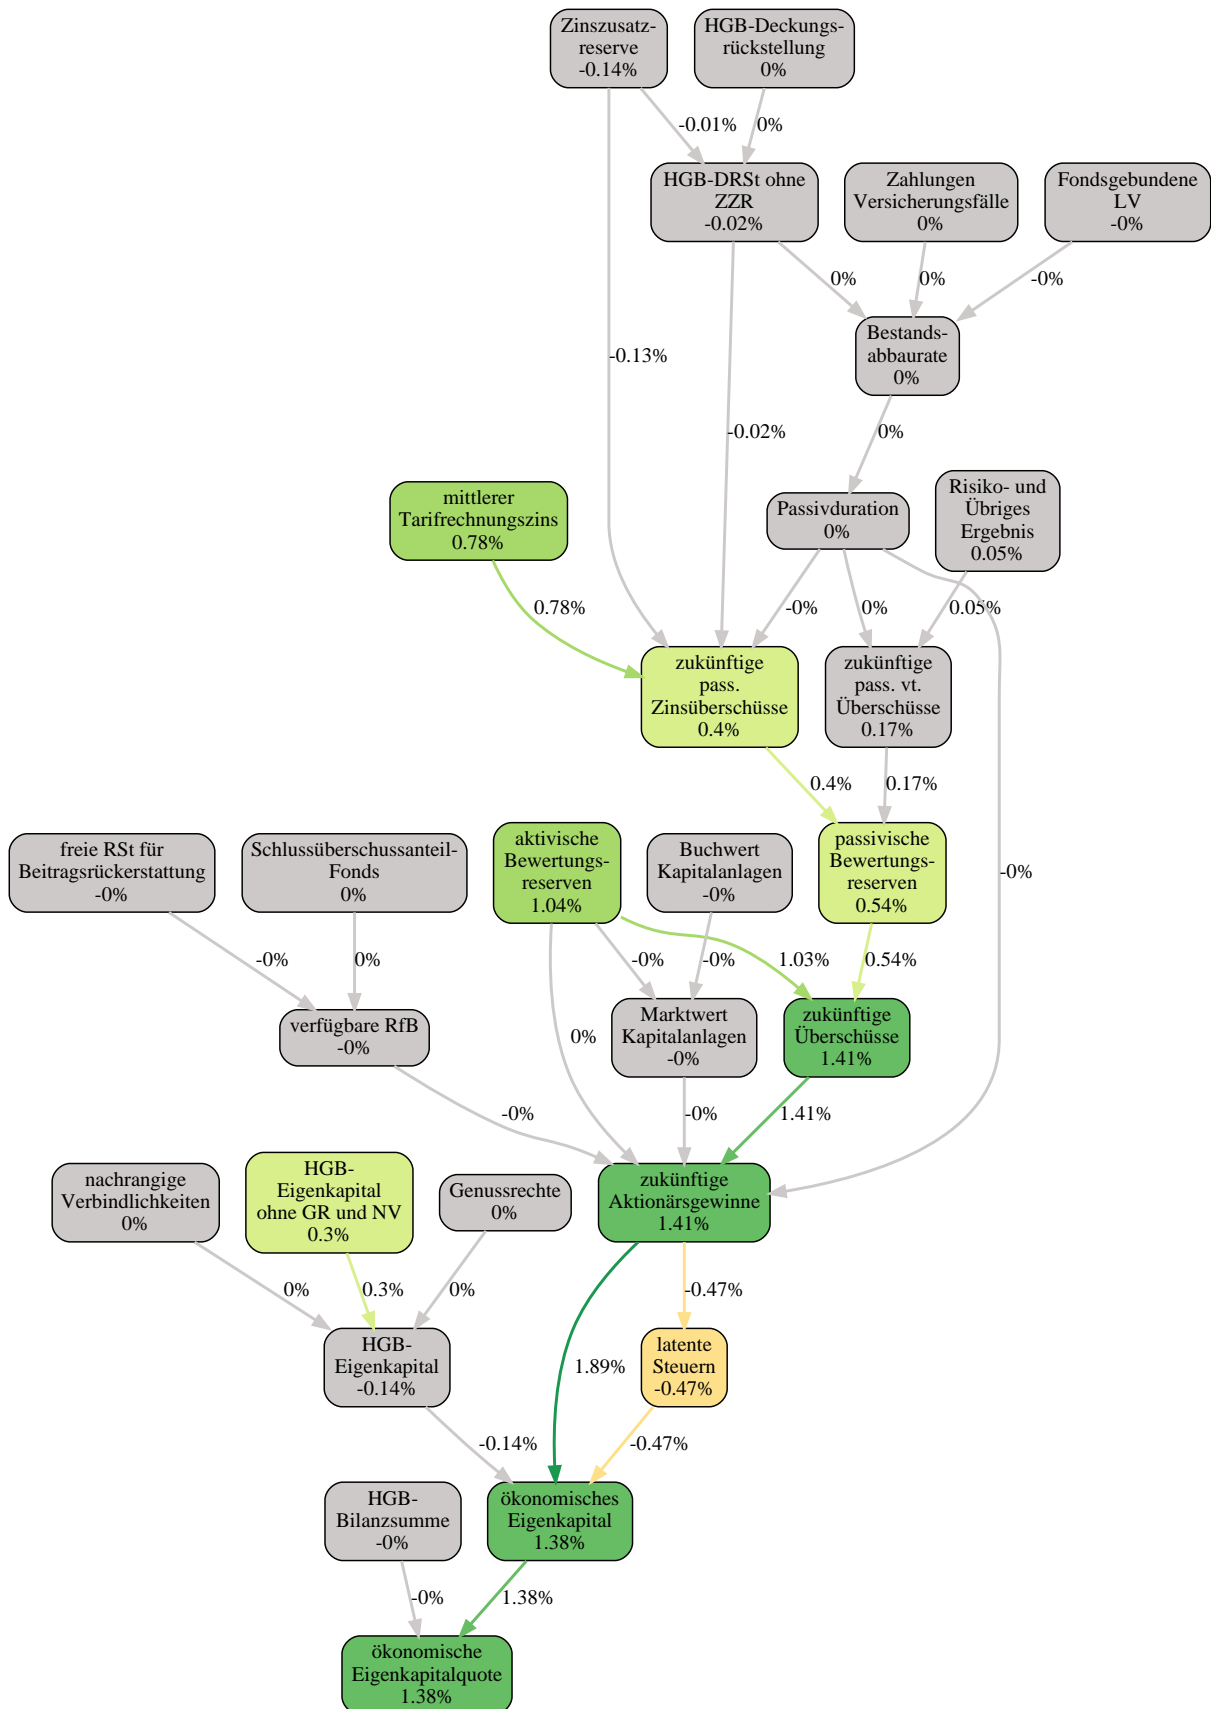 Zinszusatz-
reserve
-0.14%
HGB-Deckungs-
rückstellung
0%
-0.01%
0%
HGB-DRSt ohne
ZZR
-0.02%
Zahlungen
Versicherungsfälle
0%
Fondsgebundene
LV
-0%
0%
0%
-0%
Bestands-
abbaurate
0%
-0.13%
-0.02%
0%
mittlerer
Tarifrechnungszins
0.78%
Passivduration
0%
Risiko- und
Übriges
Ergebnis
0.05%
0.78%
-0%
0%
0.05%
zukünftige
pass.
Zinsüberschüsse
0.4%
zukünftige
pass. vt.
Überschüsse
0.17%
0.4%
0.17%
freie RSt für
Beitragsrückerstattung
-0%
Schlussüberschussanteil-
Fonds
0%
aktivische
Bewertungs-
reserven
1.04%
Buchwert
Kapitalanlagen
-0%
passivische
Bewertungs-
reserven
0.54%
-0%
-0%
0%
-0%
-0%
1.03%
0.54%
verfügbare RfB
-0%
0%
Marktwert
Kapitalanlagen
-0%
zukünftige
Überschüsse
1.41%
-0%
-0%
1.41%
nachrangige
Verbindlichkeiten
0%
HGB-
Eigenkapital
ohne GR und NV
0.3%
Genussrechte
0%
zukünftige
Aktionärsgewinne
1.41%
0%
0.3%
0%
-0.47%
HGB-
Eigenkapital
-0.14%
1.89%
latente
Steuern
-0.47%
-0.14%
-0.47%
HGB-
Bilanzsumme
-0%
ökonomisches
Eigenkapital
1.38%
-0%
1.38%
ökonomische
Eigenkapitalquote
1.38%